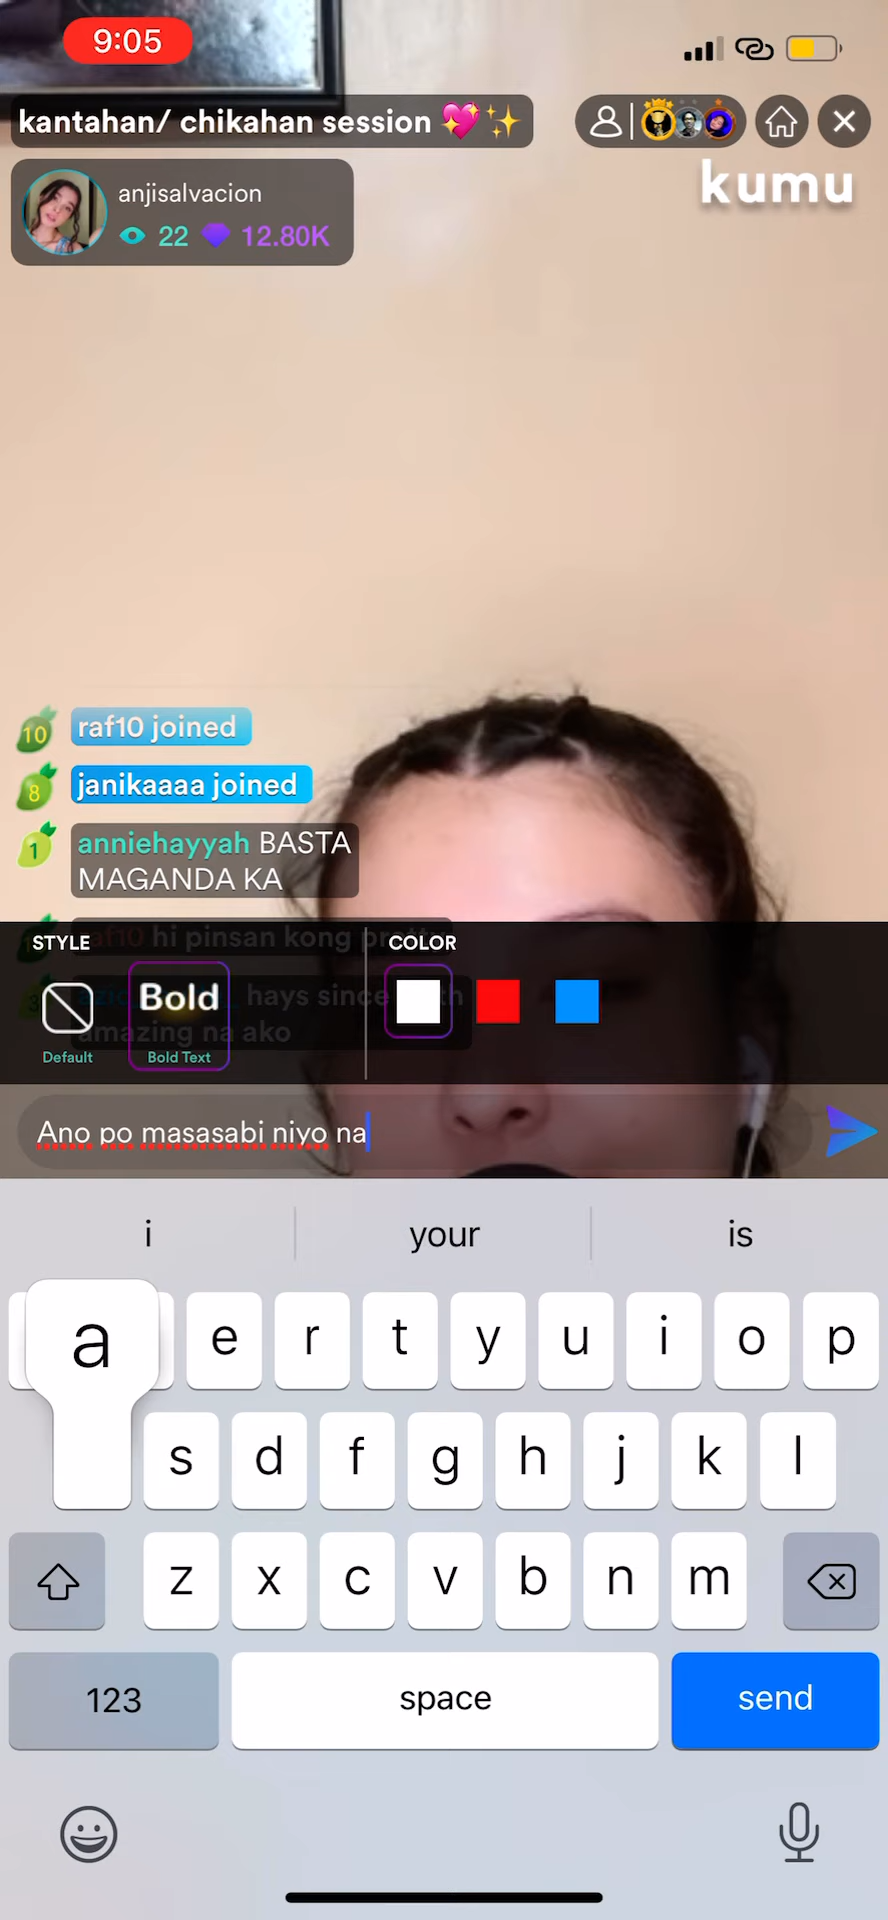 9:05
kantahan/ chikahan session 💖✨
anjisalvacion
22 12.80K
kumu
10 raf10 joined
8 janikaaaa joined
1 anniehayyah BASTA
MAGANDA KA
raf10 hi pinsan kong pretty
STYLE COLOR
hays since
amazing na ako
Bold
Default Bold Text
Ano po masasabi niyo na
i your is
a e r t y u i o p
s d f g h j k l
z x c v b n m
123 space send